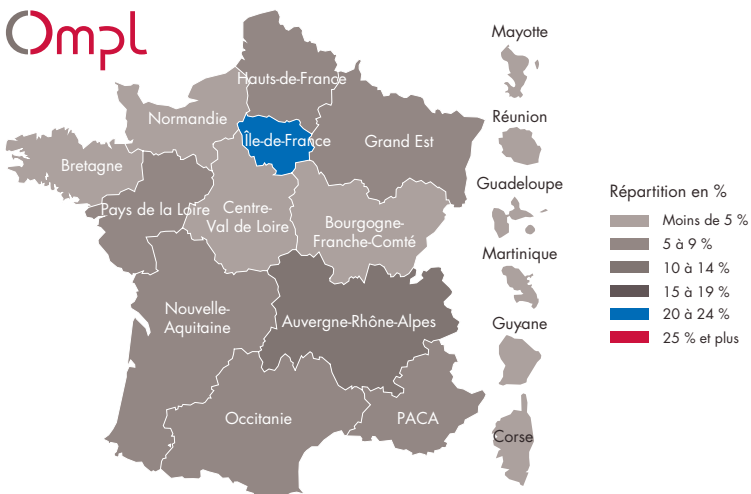 Ompl
Hauts-de-France
Normandie
Île-de-France
Grand Est
Bretagne
Pays de la Loire
Centre-
Val de Loire
Bourgogne-
Franche-Comté
Nouvelle-
Aquitaine
Auvergne-Rhône-Alpes
Occitanie
PACA
Mayotte
Réunion
Guadeloupe
Martinique
Guyane
Corse
Répartition en %
Moins de 5 %
5 à 9 %
10 à 14 %
15 à 19 %
20 à 24 %
25 % et plus